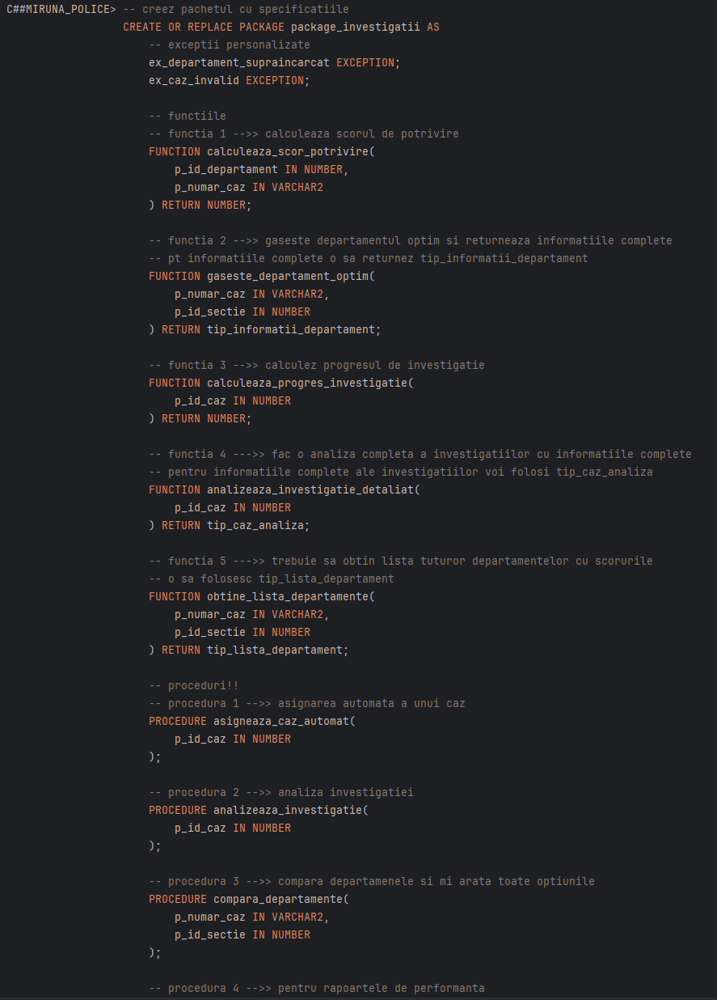 C##MIRUNA_POLICE> -- creez pachetul cu specificatiile
CREATE OR REPLACE PACKAGE package_investigatii AS
-- exceptii personalizate
ex_departament_supraincarcat EXCEPTION;
ex_caz_invalid EXCEPTION;
-- functiile
-- functia 1 -->> calculeaza scorul de potrivire
FUNCTION calculeaza_scor_potrivire(
p_id_departament IN NUMBER,
p_numar_caz IN VARCHAR2
) RETURN NUMBER;
-- functia 2 -->> gaseste departamentul optim si returneaza informatiile complete
-- pt informatiile complete o sa returnez tip_informatii_departament
FUNCTION gaseste_departament_optim(
p_numar_caz IN VARCHAR2,
p_id_sectie IN NUMBER
) RETURN tip_informatii_departament;
-- functia 3 -->> calculez progresul de investigatie
FUNCTION calculeaza_progres_investigatie(
p_id_caz IN NUMBER
) RETURN NUMBER;
-- functia 4 --->> fac o analiza completa a investigatiilor cu informatiile complete
-- pentru informatiile complete ale investigatiilor voi folosi tip_caz_analiza
FUNCTION analizeaza_investigatie_detaliat(
p_id_caz IN NUMBER
) RETURN tip_caz_analiza;
-- functia 5 --->> trebuie sa obtin lista tuturor departamentelor cu scorurile
-- o sa folosesc tip_lista_departament
FUNCTION obtine_lista_departamente(
p_numar_caz IN VARCHAR2,
p_id_sectie IN NUMBER
) RETURN tip_lista_departament;
-- proceduri!!
-- procedura 1 -->> asignarea automata a unui caz
PROCEDURE asigneaza_caz_automat(
p_id_caz IN NUMBER
);
-- procedura 2 -->> analiza investigatiei
PROCEDURE analizeaza_investigatie(
p_id_caz IN NUMBER
);
-- procedura 3 -->> compara departamenele si mi arata toate optiunile
PROCEDURE compara_departamente(
p_numar_caz IN VARCHAR2,
p_id_sectie IN NUMBER
);
-- procedura 4 -->> pentru rapoartele de performanta